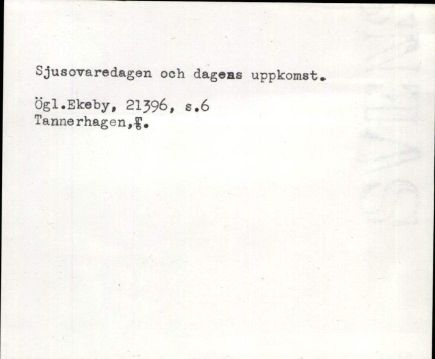 Sjusovaredagen och dagens uppkomst.
Ögl.Ekeby, 21396, s.6
Tannerhagen,